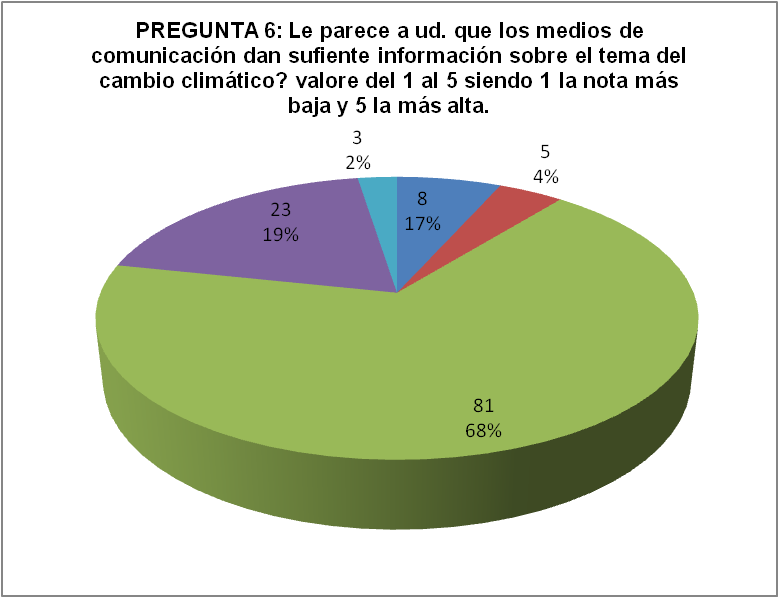 PREGUNTA 6: Le parece a ud. que los medios de
comunicación dan sufiente información sobre el tema del
cambio climático? valore del 1 al 5 siendo 1 la nota más
baja y 5 la más alta.
3
2%
8
17%
5
4%
23
19%
81
68%